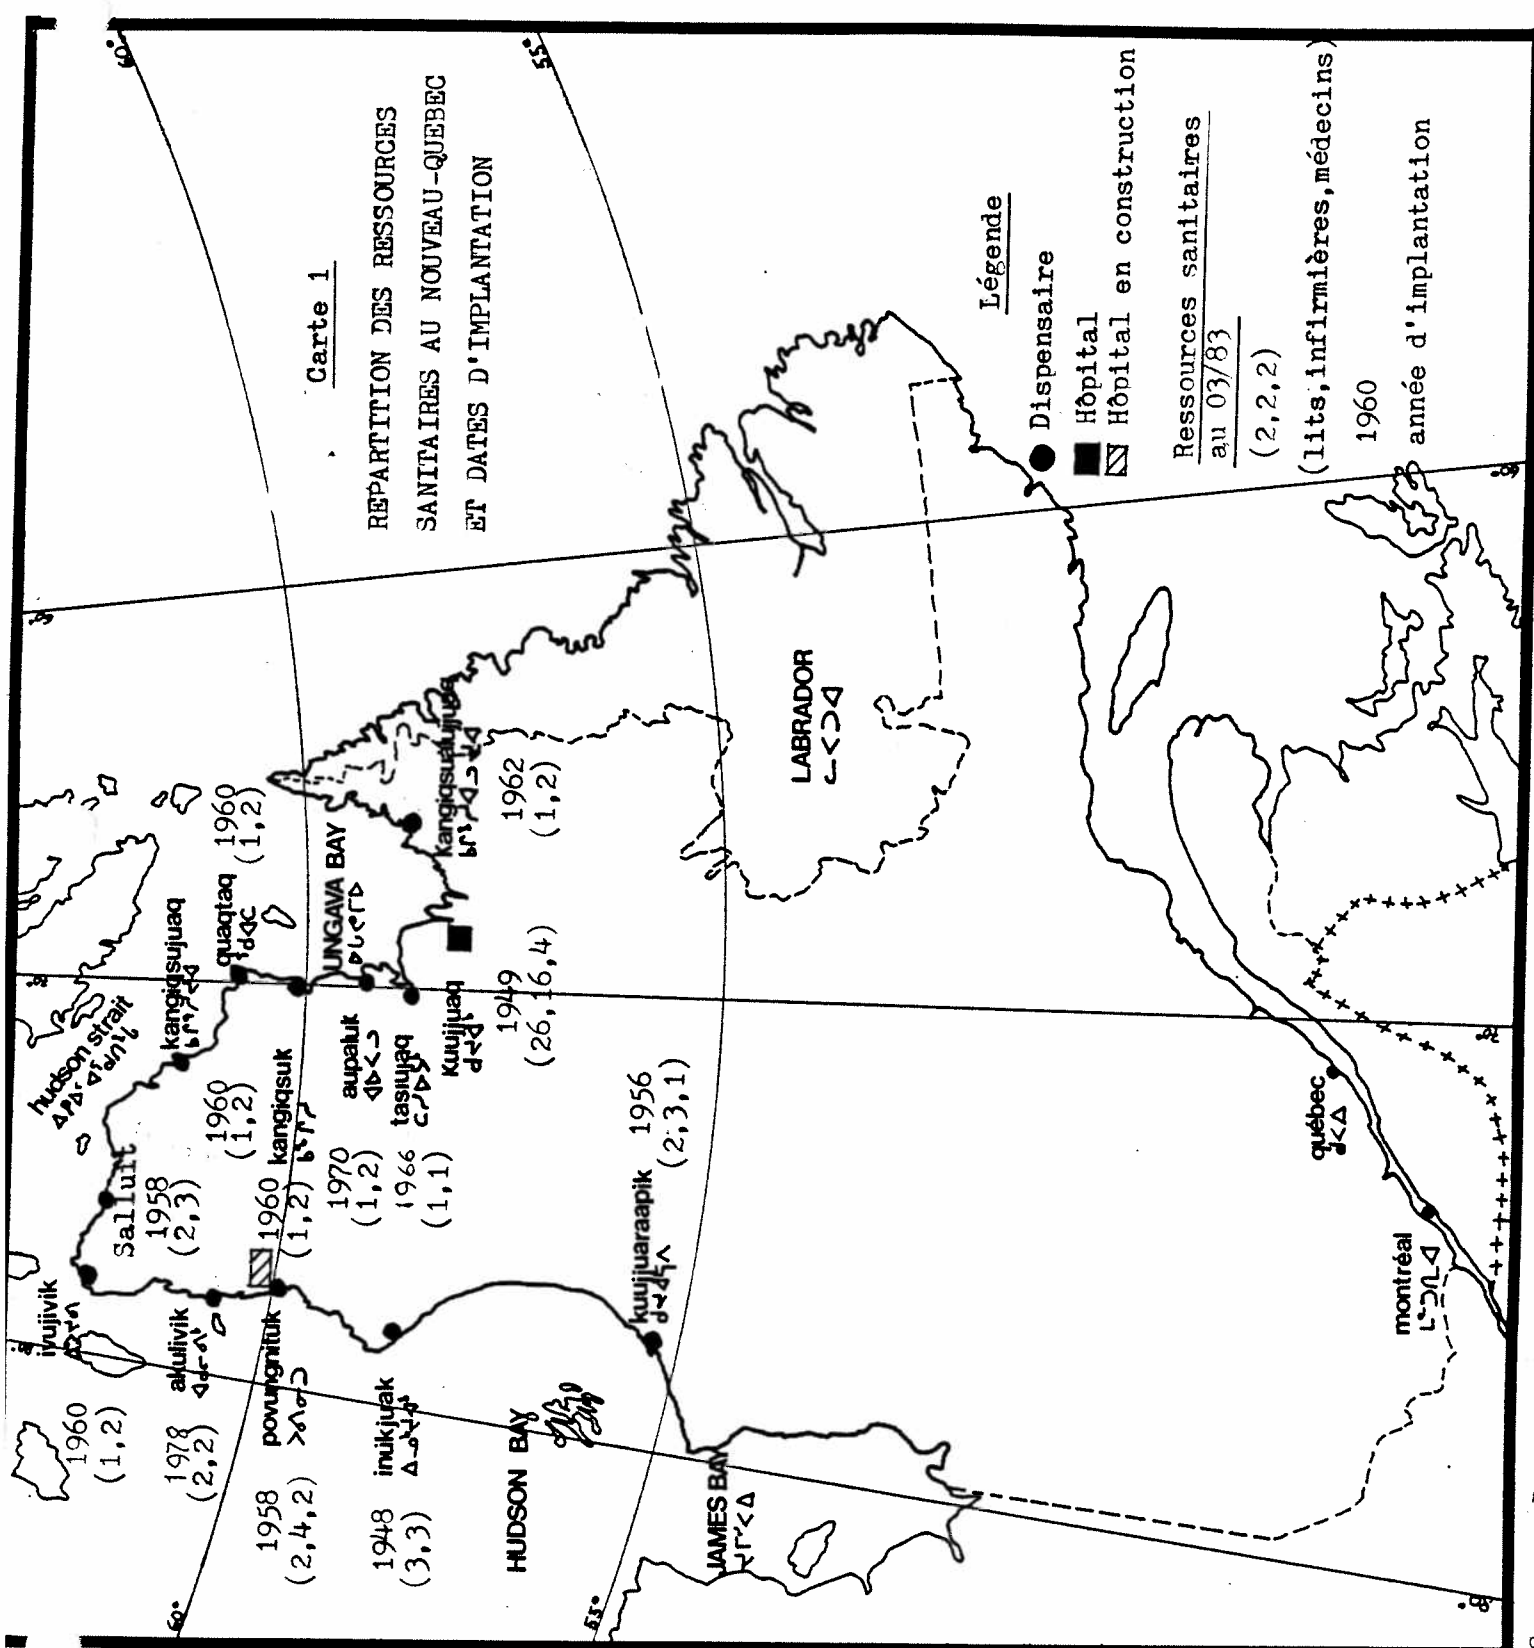 Carte 1
REPARTITION DES RESSOURCES
SANITAIRES AU NOUVEAU-QUEBEC
ET DATES D'IMPLANTATION
60°
55°
hudson strait
ivujivik
1960
(1,2)
Salluit
1958
(2,3)
kangiqsujuaq
1960
(1,2)
quaqtaq
1960
(1,2)
akulivik
1978
(2,2)
povungnituk
1958
(2,4,2)
kangiqsuk
1960
(1,2)
UNGAVA BAY
aupaluk
1970
(1,2)
tasiujaq
1966
(1,1)
Kuujjuaq
1949
(26,16,4)
kangiqsualujjuaq
1962
(1,2)
inukjuak
ᐃᓄᒃᔪᐊᒃ
1948
(3,3)
HUDSON BAY
kuujjuaraapik
1956
(2,3,1)
JAMES BAY
LABRADOR
ᓚᐸᑐᐊ
québec
ᑯᐸᐃ
montréal
60°
55°
Légende
Dispensaire
Hôpital
Hôpital en construction
Ressources sanitaires
au 03/83
(2,2,2)
(lits,infirmières,médecins)
1960
année d'implantation